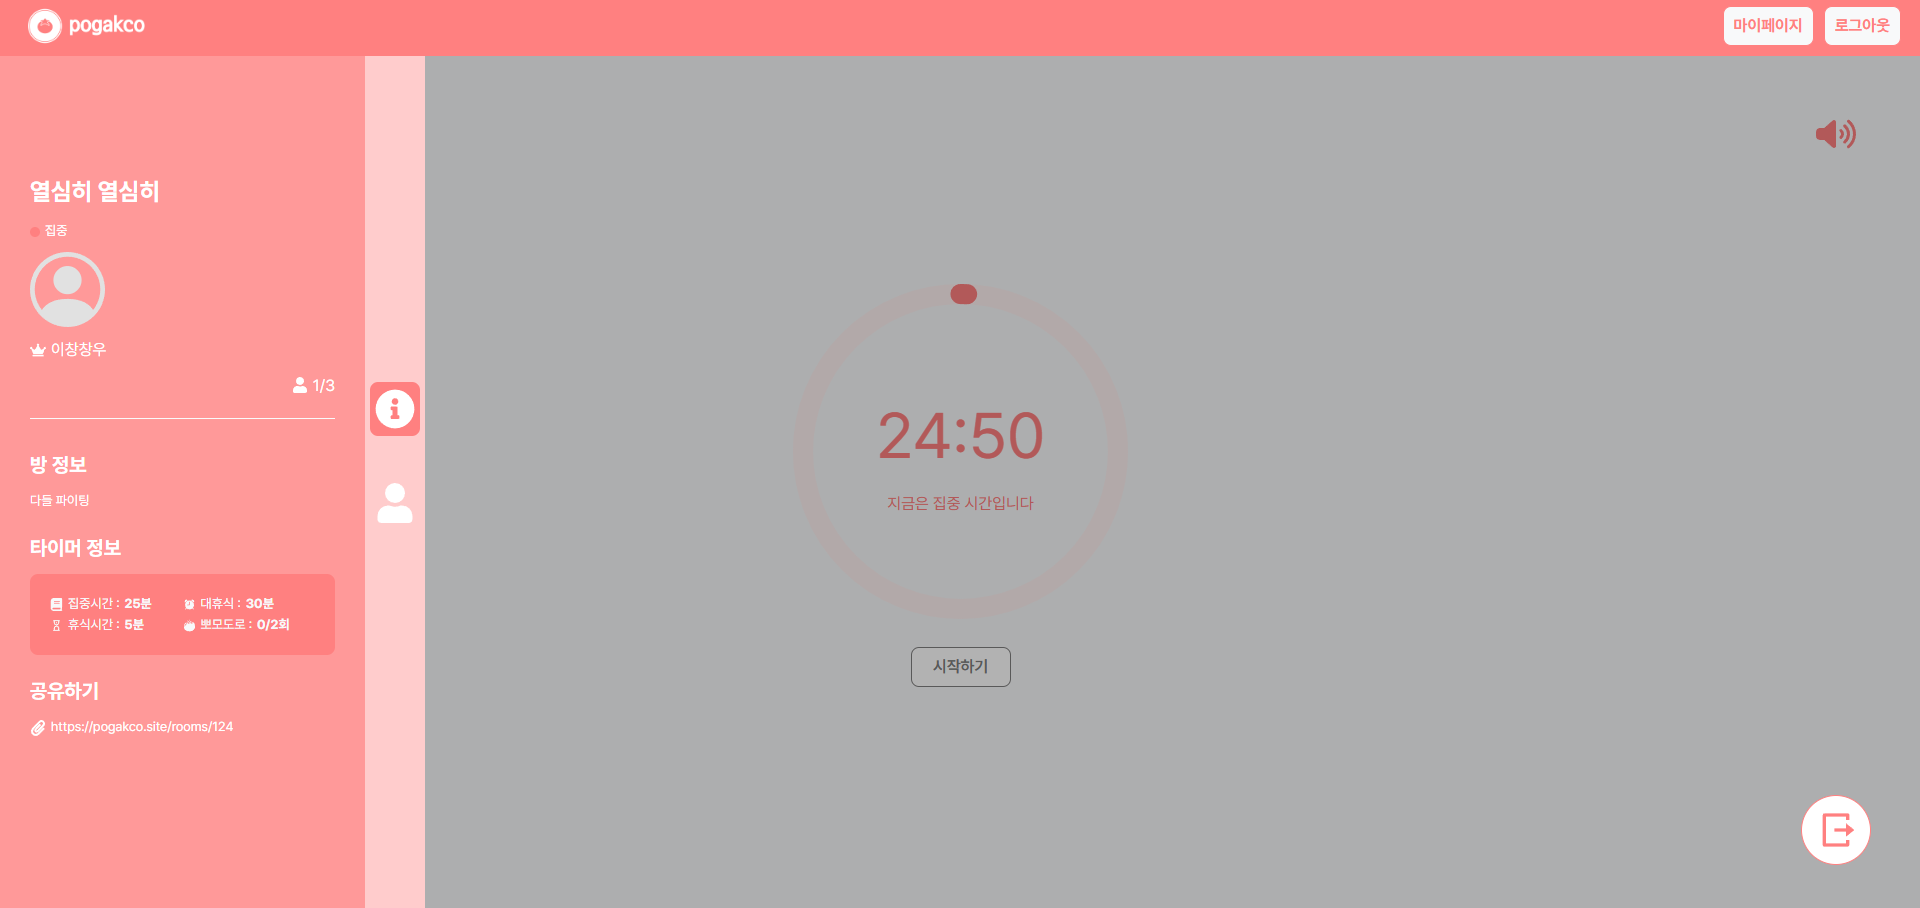 pogakco
마이페이지
로그아웃
열심히 열심히
집중
이창창우
1/3
방 정보
다들 파이팅
타이머 정보
집중시간 : 25분
대휴식 : 30분
휴식시간 : 5분
뽀모도로 : 0/2회
공유하기
https://pogakco.site/rooms/124
24:50
지금은 집중 시간입니다
시작하기